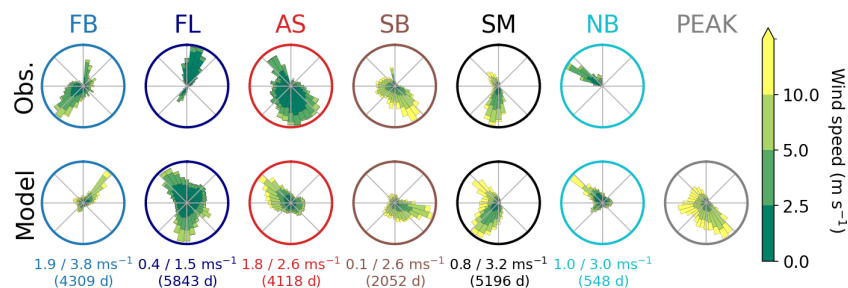 FB FL AS SB SM NB PEAK
Obs.
Model
1.9 / 3.8 ms⁻¹ 0.4 / 1.5 ms⁻¹ 1.8 / 2.6 ms⁻¹ 0.1 / 2.6 ms⁻¹ 0.8 / 3.2 ms⁻¹ 1.0 / 3.0 ms⁻¹
(4309 d) (5843 d) (4118 d) (2052 d) (5196 d) (548 d)
10.0
5.0
2.5
0.0
Wind speed (m s⁻¹)